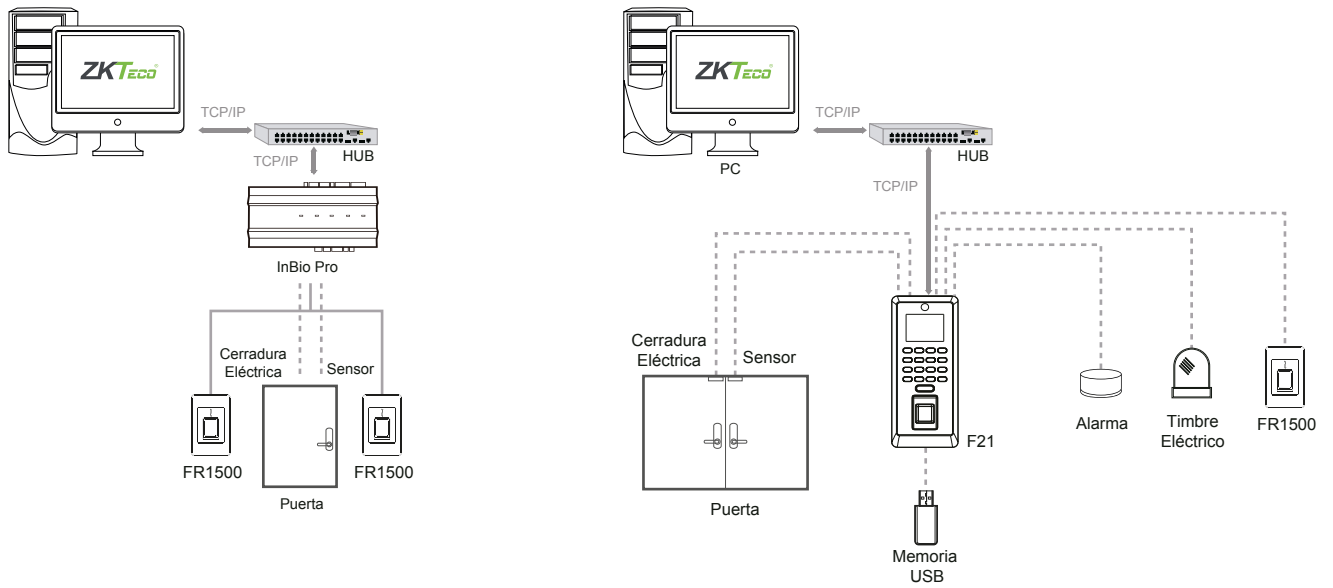 ZKTeco
TCP/IP
HUB
TCP/IP
InBio Pro
Cerradura
Eléctrica
Sensor
FR1500
FR1500
Puerta
ZKTeco
TCP/IP
HUB
PC
TCP/IP
Cerradura
Eléctrica
Sensor
F21
Alarma
Timbre
Eléctrico
FR1500
Puerta
Memoria
USB